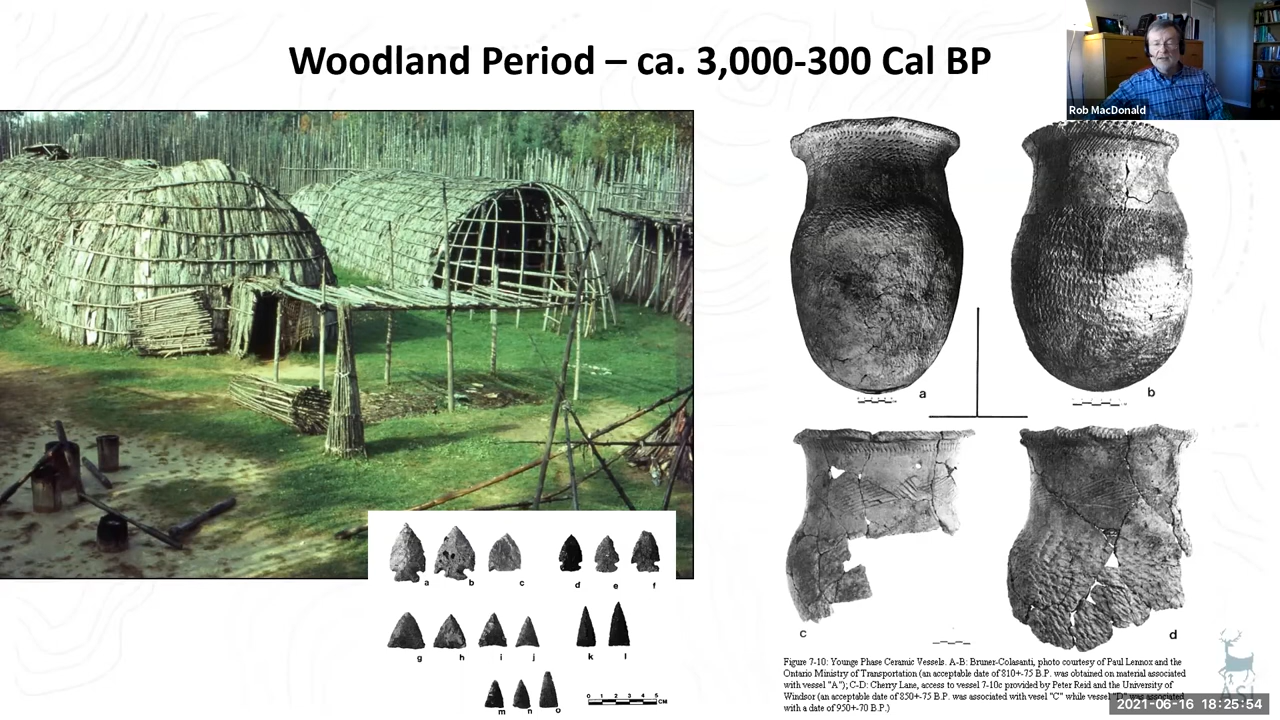 Woodland Period – ca. 3,000-300 Cal BP
Rob MacDonald
a
b
c
d
a
b
c
d
e
f
g
h
i
j
k
l
m
n
o
0 1 2 3 4 5
CM
Figure 7-10: Younge Phase Ceramic Vessels. A-B: Bruner-Colasanti, photo courtesy of Paul Lennox and the
Ontario Ministry of Transportation (an acceptable date of 810+-75 B.P. was obtained on material associated
with vessel "A"); C-D: Cherry Lane, access to vessel 7-10c provided by Peter Reid and the University of
Windsor (an acceptable date of 850+-75 B.P. was associated with vesel "C" while vessel "D" was associated
with a date of 950+-70 B.P.)
ASI
2021-06-16 18:25:54